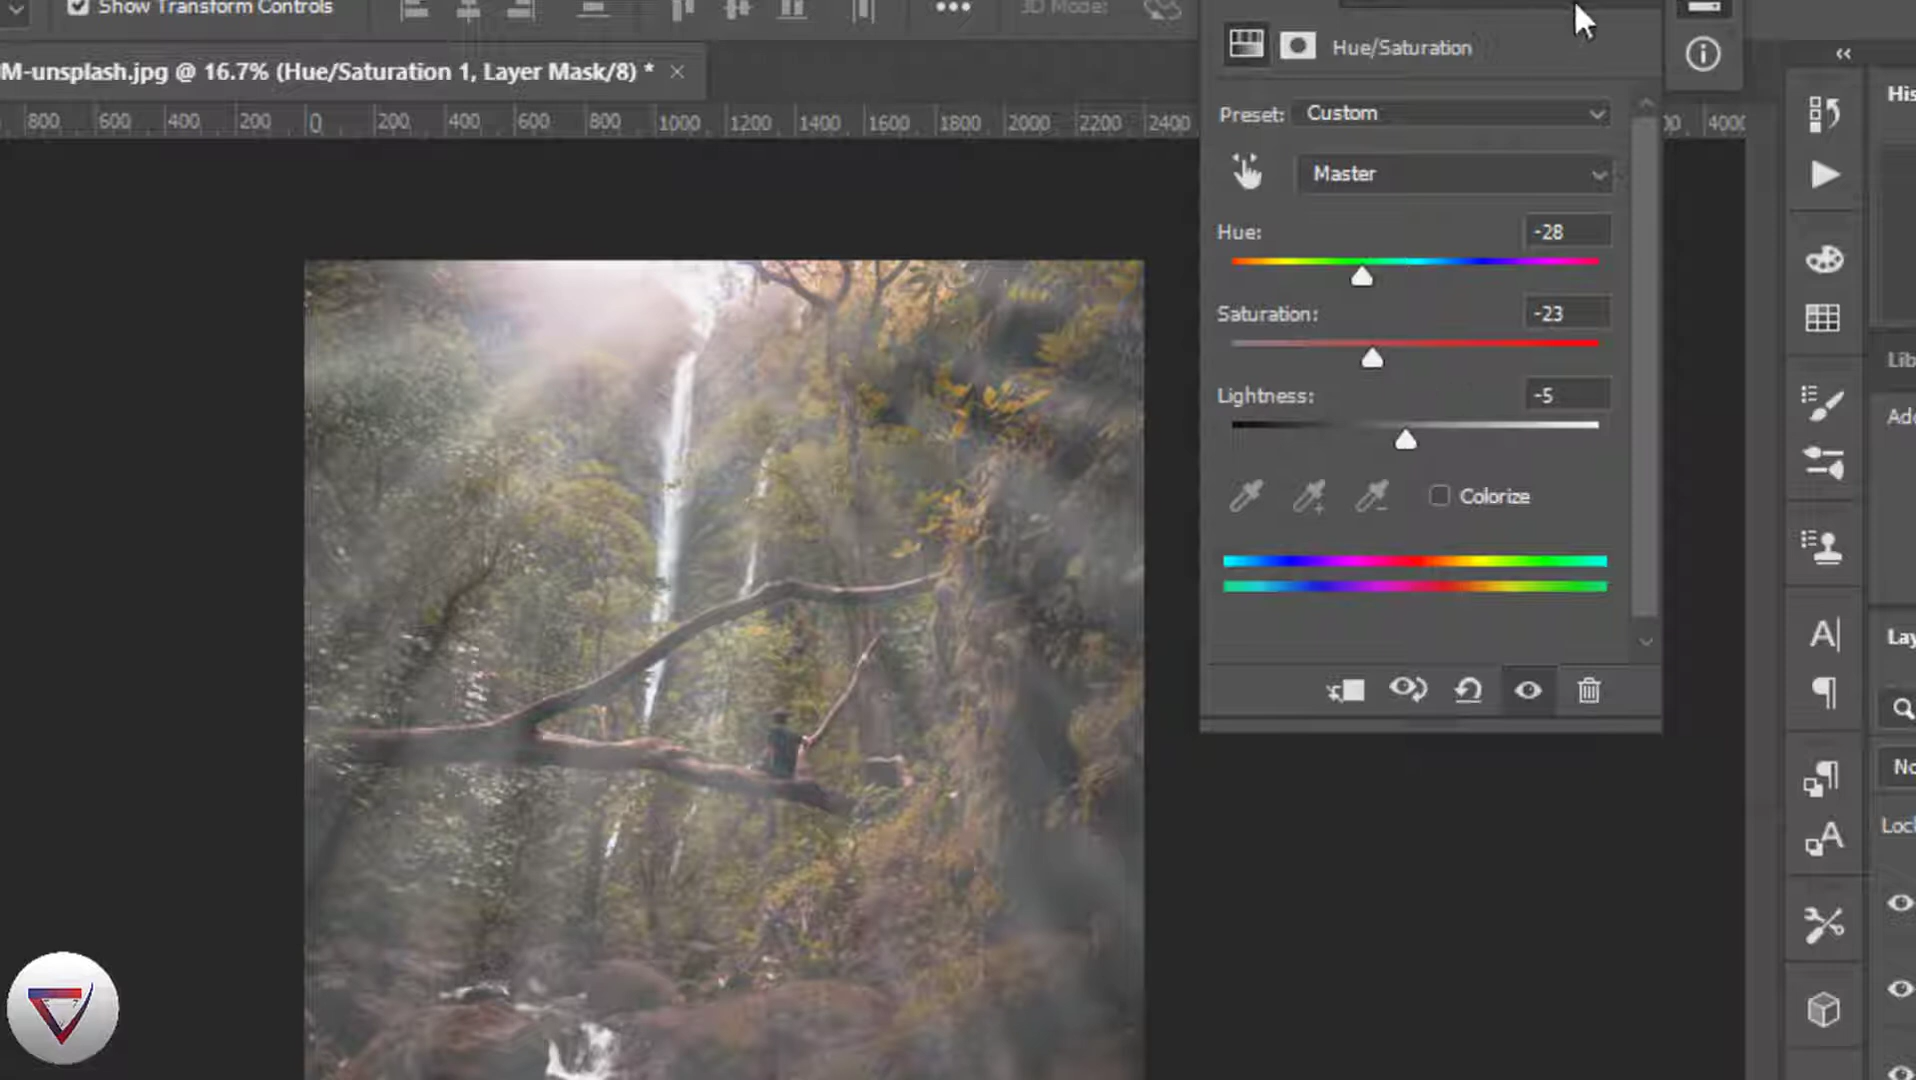 Show Transform Controls
3D Mode:
M-unsplash.jpg @ 16.7% (Hue/Saturation 1, Layer Mask/8) *
800 600 400 200 0 200 400 600 800 1000 1200 1400 1600 1800 2000 2200 2400 4000
Hue/Saturation
Preset: Custom
Master
Hue: -28
Saturation: -23
Lightness: -5
Colorize
His
Lib
Add
Lay
No
Loc